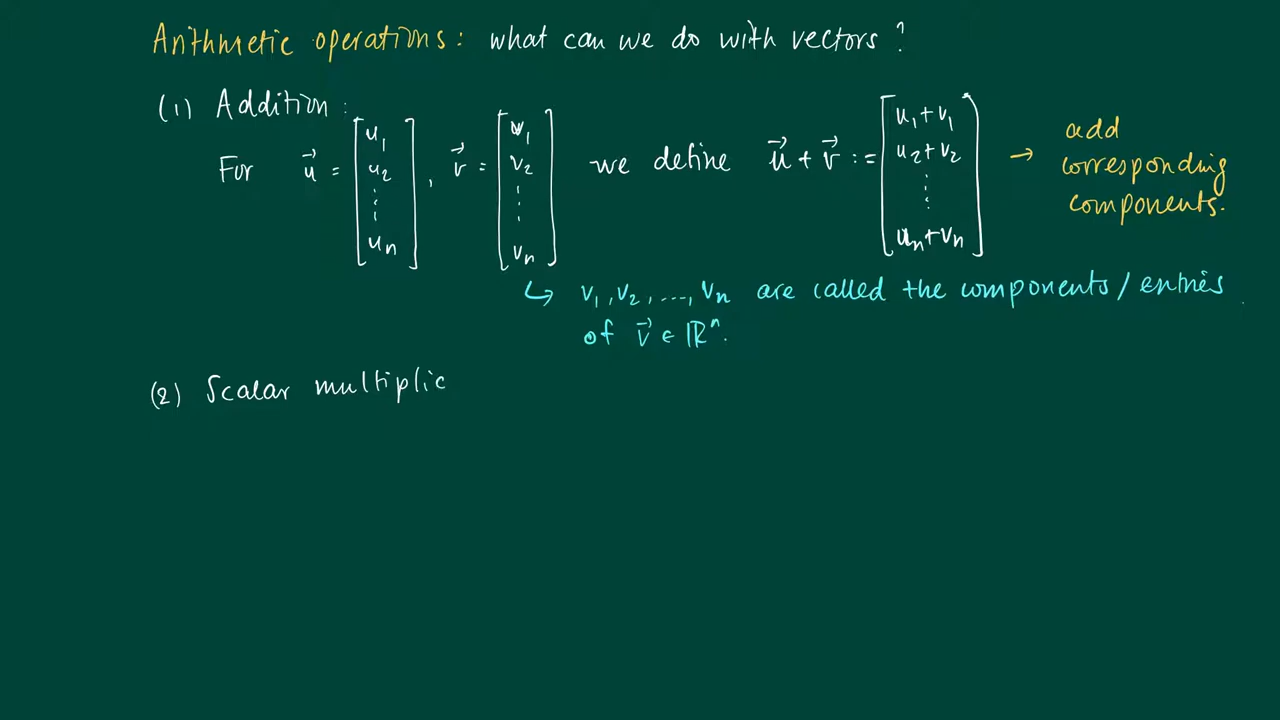 Arithmetic operations: what can we do with vectors?
(1) Addition:
For u⃗ = [u₁ u₂ ⋮ uₙ], v⃗ = [v₁ v₂ ⋮ vₙ] we define u⃗ + v⃗ := [u₁+v₁ u₂+v₂ ⋮ uₙ+vₙ] → add corresponding components.
↪ v₁, v₂, ..., vₙ are called the components/entries
of v⃗ ∈ ℝⁿ.
(2) Scalar multiplic